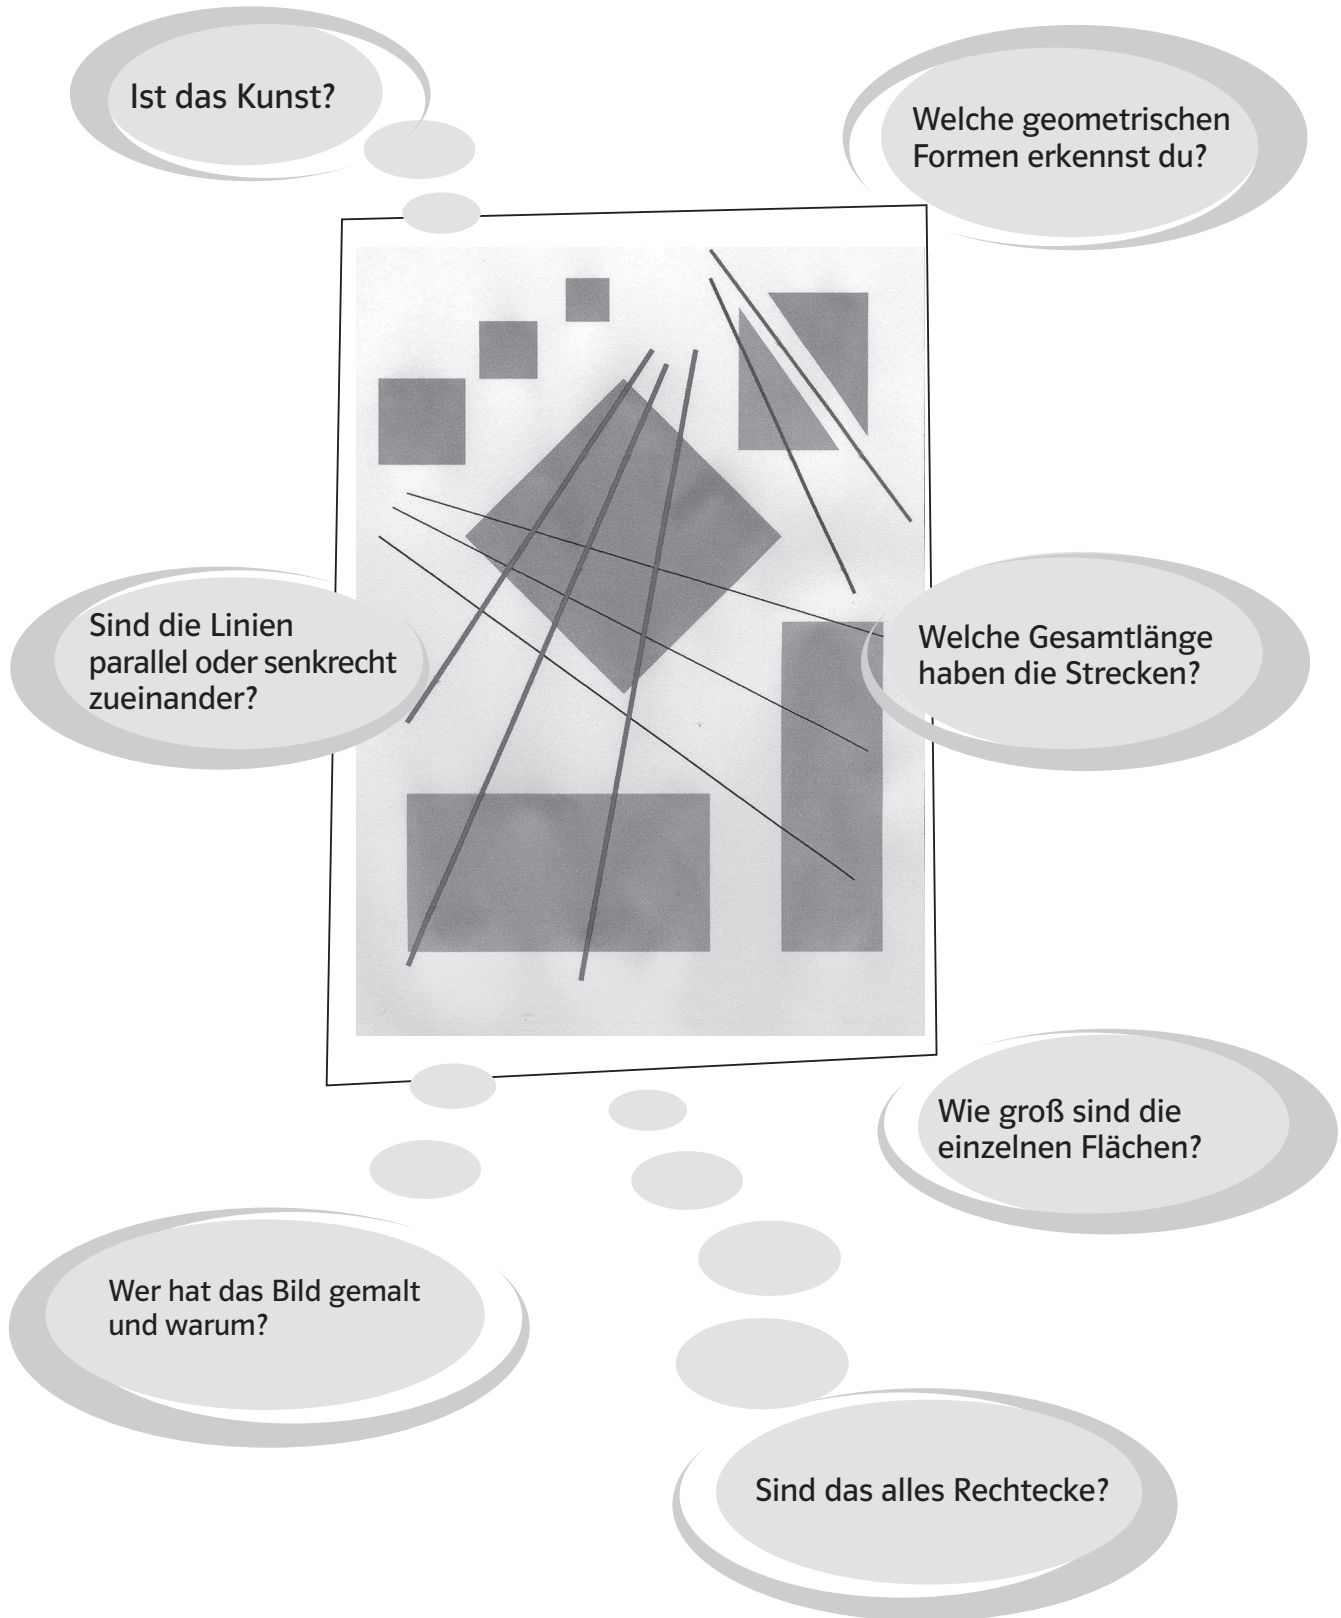 Ist das Kunst?
Welche geometrischen
Formen erkennst du?
Sind die Linien
parallel oder senkrecht
zueinander?
Welche Gesamtlänge
haben die Strecken?
Wie groß sind die
einzelnen Flächen?
Wer hat das Bild gemalt
und warum?
Sind das alles Rechtecke?